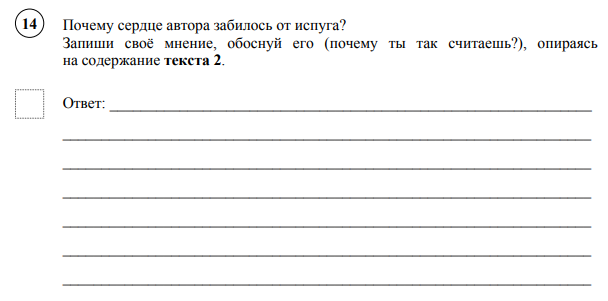 14 Почему сердце автора забилось от испуга?
Запиши своё мнение, обоснуй его (почему ты так считаешь?), опираясь
на содержание текста 2.
Ответ: